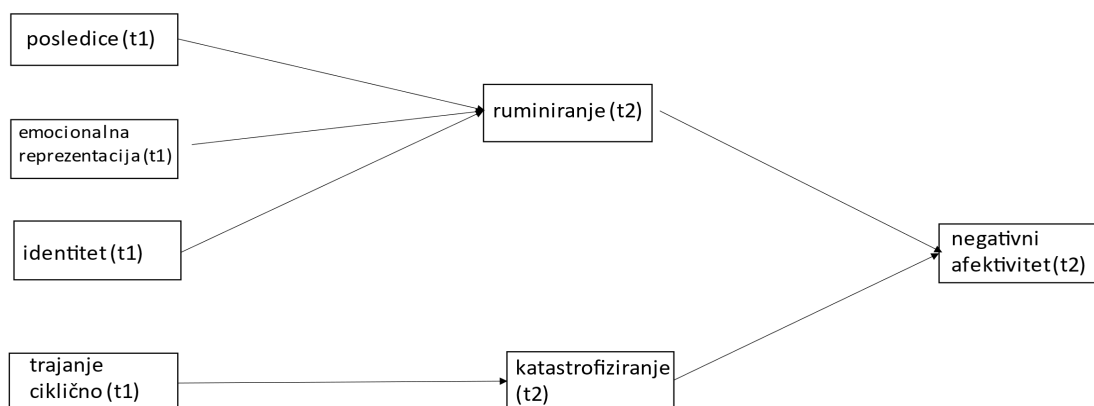 posledice (t1)
emocionalna
reprezentacija (t1)
identitet (t1)
trajanje
ciklično (t1)
ruminiranje (t2)
katastrofiziranje
(t2)
negativni
afektivitet (t2)